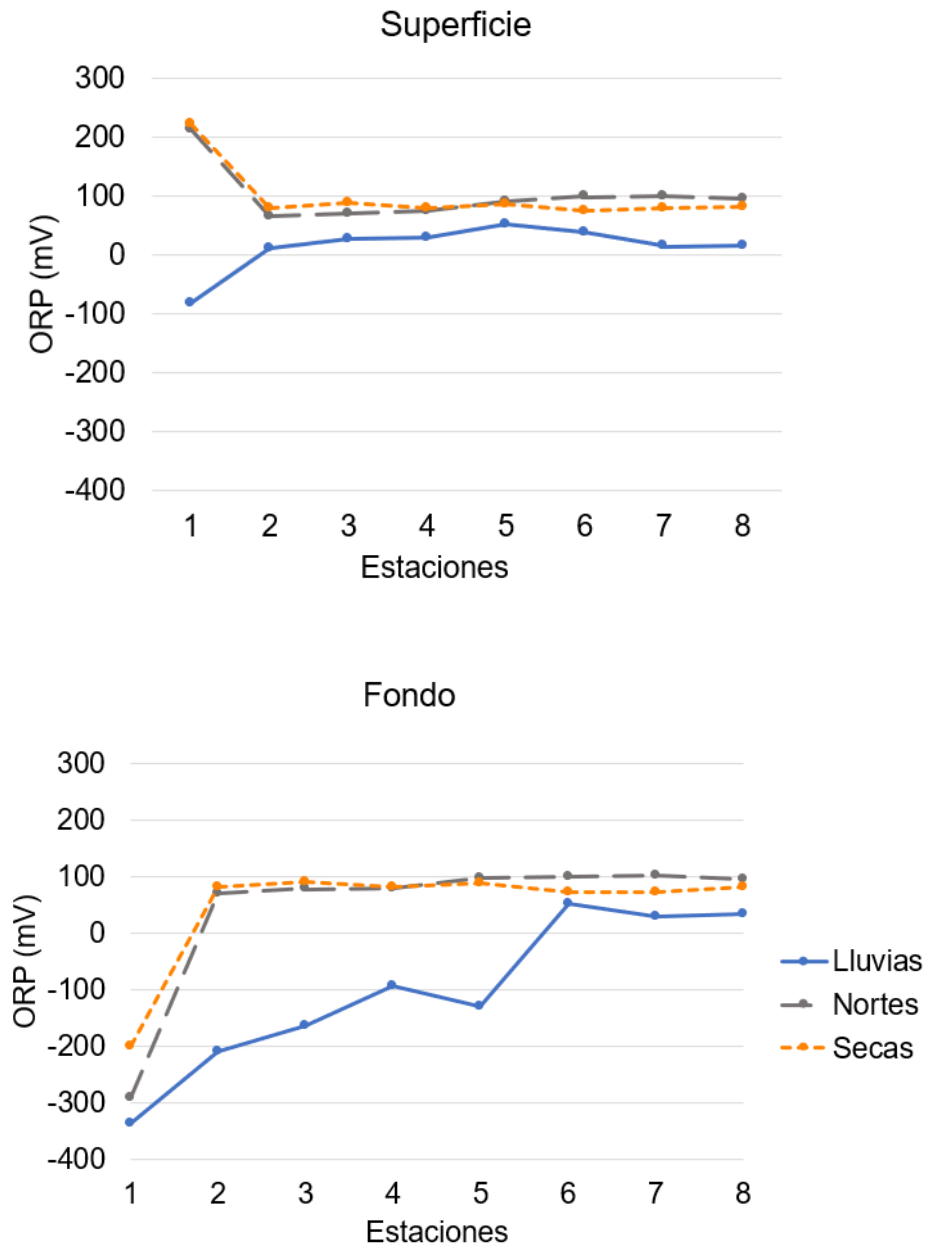 Superficie
300
200
100
0
-100
-200
-300
-400
ORP (mV)
1 2 3 4 5 6 7 8
Estaciones
Fondo
300
200
100
0
-100
-200
-300
-400
ORP (mV)
1 2 3 4 5 6 7 8
Estaciones
Lluvias
Nortes
Secas